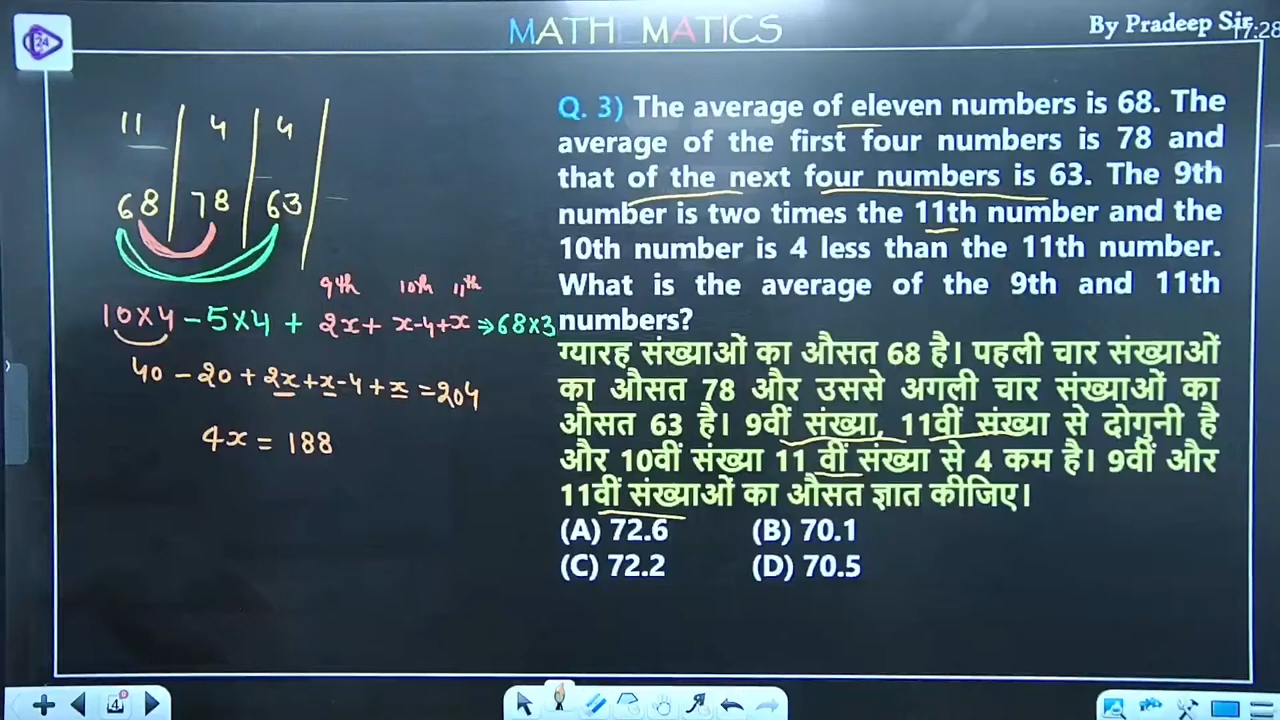 24
MATHEMATICS
By Pradeep Sir
17:28
11 4 4
68 78 63
9th 10th 11th
10×4 - 5×4 + 2x + x-4+x ⇒ 68×3
40 - 20 + 2x + x - 4 + x = 204
4x = 188
Q. 3) The average of eleven numbers is 68. The
average of the first four numbers is 78 and
that of the next four numbers is 63. The 9th
number is two times the 11th number and the
10th number is 4 less than the 11th number.
What is the average of the 9th and 11th
numbers?
ग्यारह संख्याओं का औसत 68 है। पहली चार संख्याओं
का औसत 78 और उससे अगली चार संख्याओं का
औसत 63 है। 9वीं संख्या, 11वीं संख्या से दोगुनी है
और 10वीं संख्या 11 वीं संख्या से 4 कम है। 9वीं और
11वीं संख्याओं का औसत ज्ञात कीजिए।
(A) 72.6 (B) 70.1
(C) 72.2 (D) 70.5